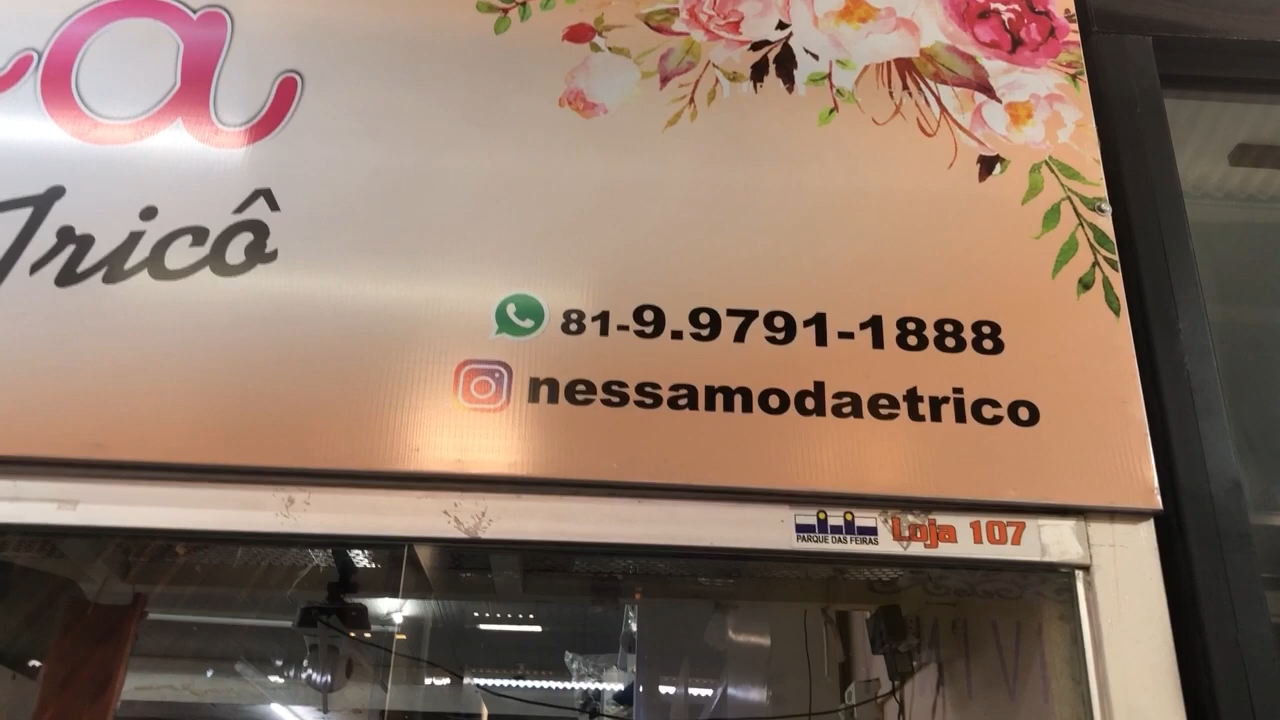 a
Tricô
81-9.9791-1888
nessamodaetrico
PARQUE DAS FEIRAS Loja 107